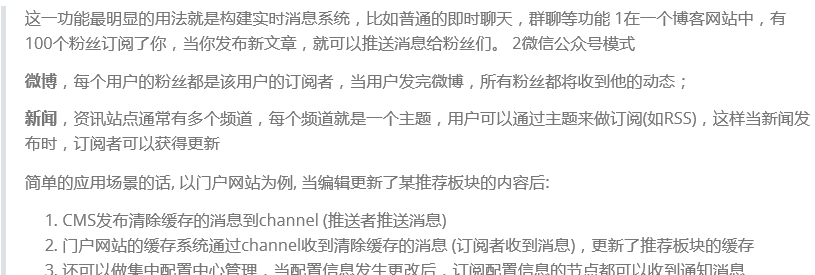 这一功能最明显的用法就是构建实时消息系统，比如普通的即时聊天，群聊等功能 1在一个博客网站中，有
100个粉丝订阅了你，当你发布新文章，就可以推送消息给粉丝们。 2微信公众号模式
微博，每个用户的粉丝都是该用户的订阅者，当用户发完微博，所有粉丝都将收到他的动态；
新闻，资讯站点通常有多个频道，每个频道就是一个主题，用户可以通过主题来做订阅(如RSS)，这样当新闻发
布时，订阅者可以获得更新
简单的应用场景的话, 以门户网站为例, 当编辑更新了某推荐板块的内容后:
1. CMS发布清除缓存的消息到channel (推送者推送消息)
2. 门户网站的缓存系统通过channel收到清除缓存的消息 (订阅者收到消息)，更新了推荐板块的缓存
3. 还可以做集中配置中心管理，当配置信息发生更改后，订阅配置信息的节点都可以收到通知消息